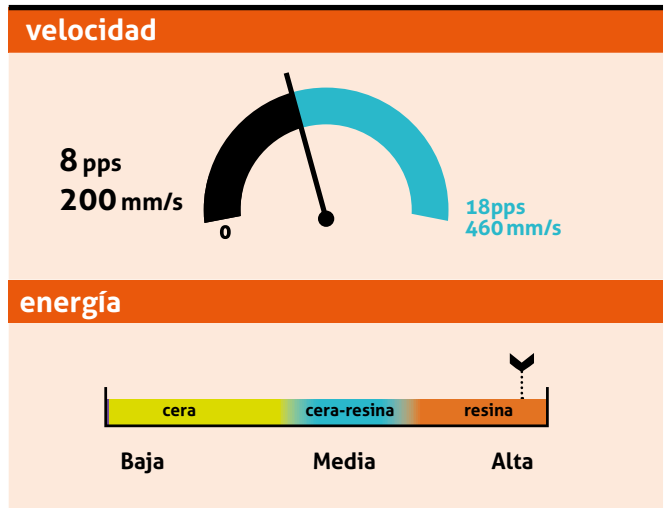 velocidad
8 pps
200 mm/s
0
18pps
460 mm/s
energía
cera cera-resina resina
Baja Media Alta